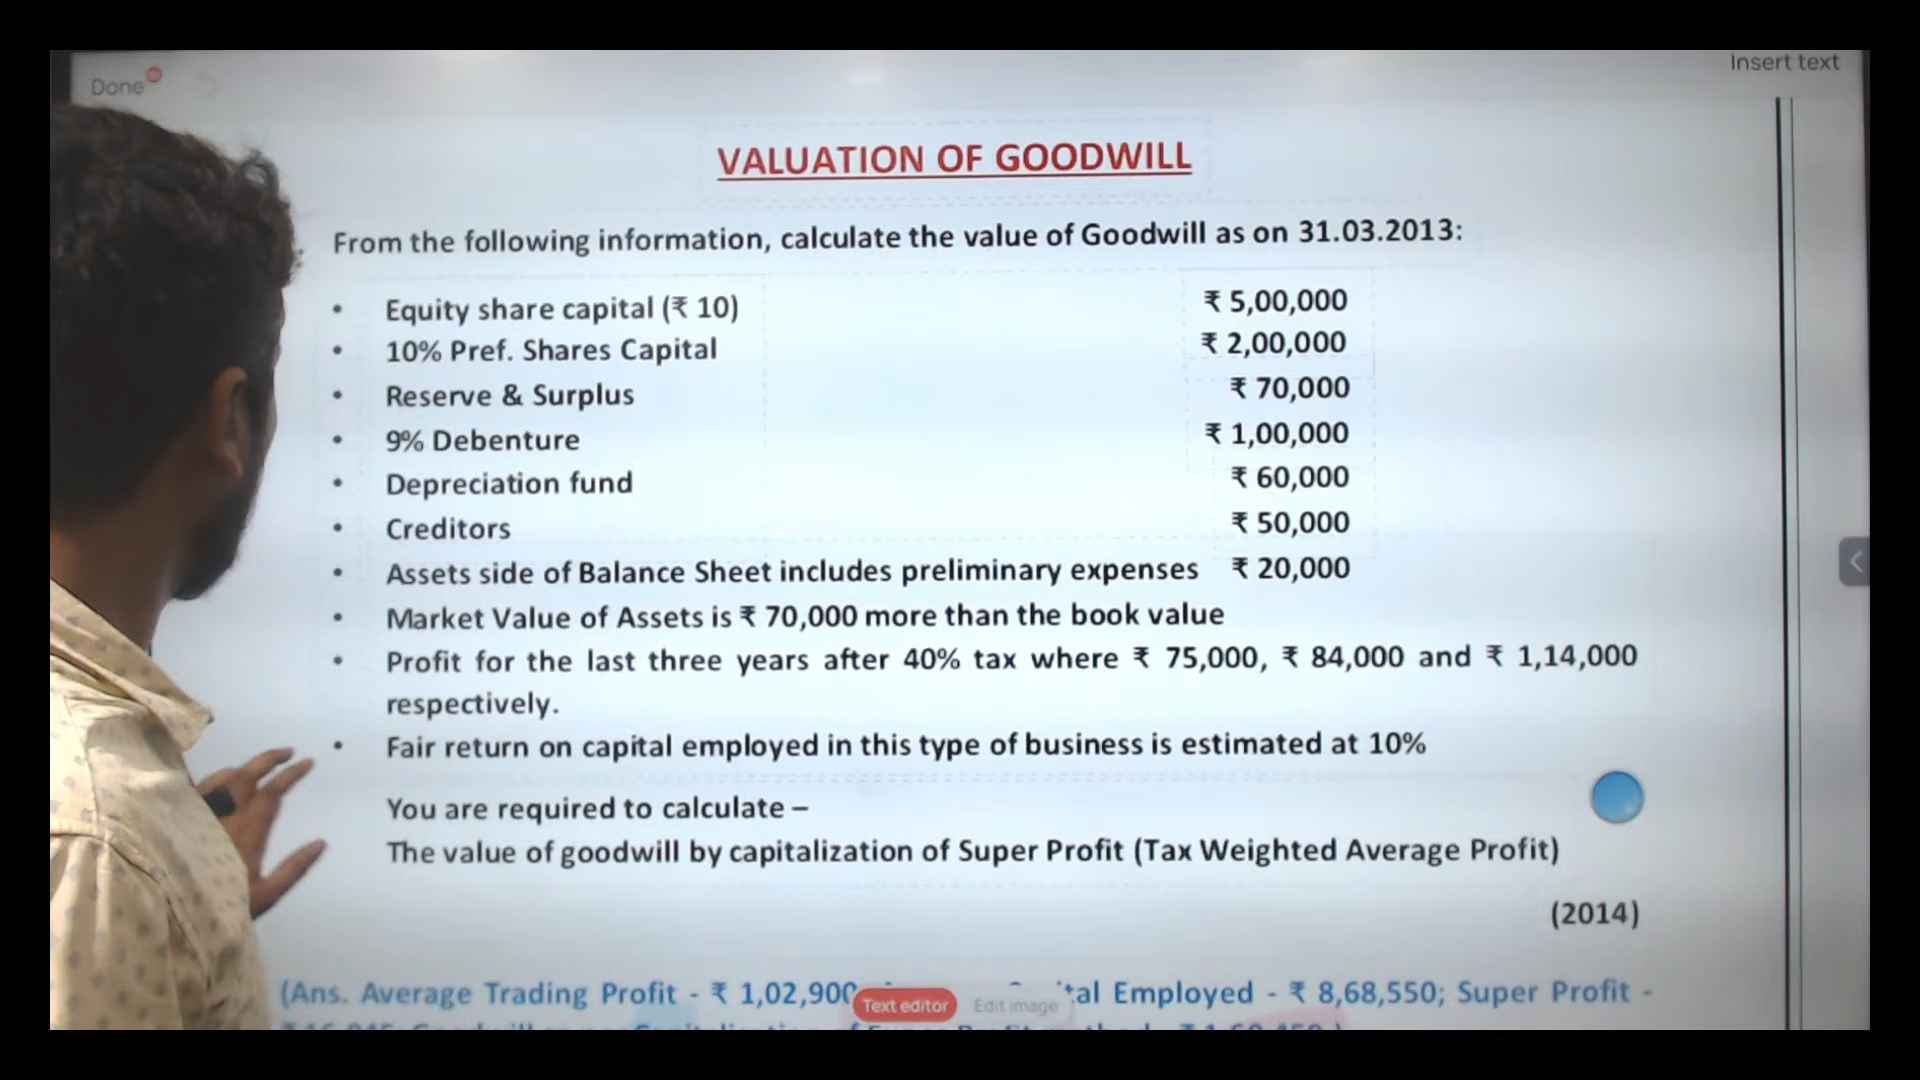 Done
Insert text
VALUATION OF GOODWILL
From the following information, calculate the value of Goodwill as on 31.03.2013:
• Equity share capital (₹ 10) ₹ 5,00,000
• 10% Pref. Shares Capital ₹ 2,00,000
• Reserve & Surplus ₹ 70,000
• 9% Debenture ₹ 1,00,000
• Depreciation fund ₹ 60,000
• Creditors ₹ 50,000
• Assets side of Balance Sheet includes preliminary expenses ₹ 20,000
• Market Value of Assets is ₹ 70,000 more than the book value
• Profit for the last three years after 40% tax where ₹ 75,000, ₹ 84,000 and ₹ 1,14,000
respectively.
• Fair return on capital employed in this type of business is estimated at 10%
You are required to calculate –
The value of goodwill by capitalization of Super Profit (Tax Weighted Average Profit)
(2014)
(Ans. Average Trading Profit - ₹ 1,02,900 Employed - ₹ 8,68,550; Super Profit -
Text editor Edit image